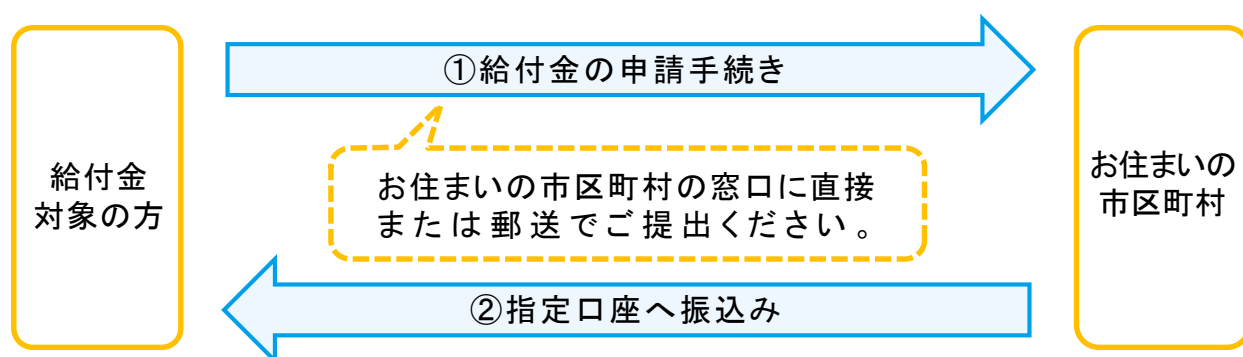 ①給付金の申請手続き
給付金
対象の方
お住まいの市区町村の窓口に直接
または郵送でご提出ください。
お住まいの
市区町村
②指定口座へ振込み